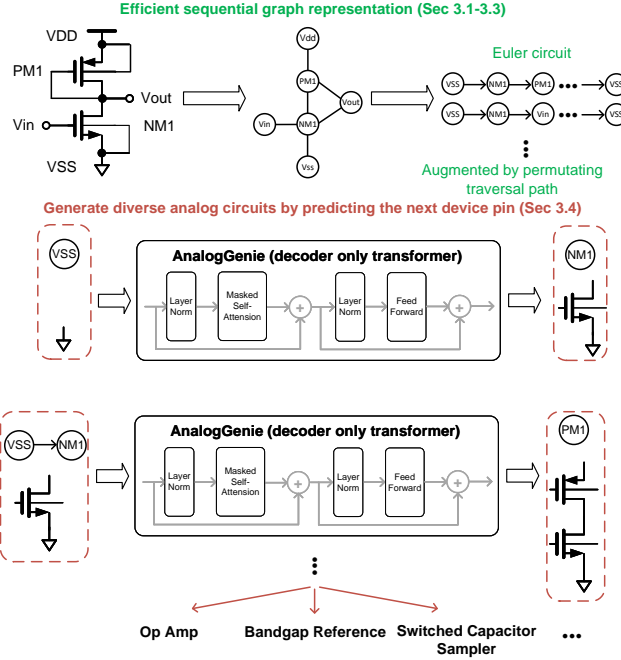 Efficient sequential graph representation (Sec 3.1-3.3)
VDD
PM1
Vout
Vin
NM1
VSS
Vdd
PM1
Vout
Vin
NM1
Vss
Euler circuit
VSS NM1 PM1 ••• VSS
VSS NM1 Vin ••• VSS
Augmented by permutating
traversal path
Generate diverse analog circuits by predicting the next device pin (Sec 3.4)
VSS
AnalogGenie (decoder only transformer)
Layer
Norm
Masked
Self-
Attension
+
Layer
Norm
Feed
Forward
+
NM1
VSS NM1
AnalogGenie (decoder only transformer)
Layer
Norm
Masked
Self-
Attension
+
Layer
Norm
Feed
Forward
+
PM1
Op Amp
Bandgap Reference
Switched Capacitor
Sampler
•••